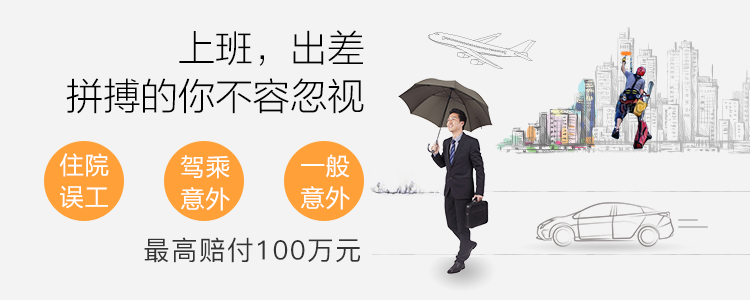 上班，出差
拼搏的你不容忽视
住院
误工
驾乘
意外
一般
意外
最高赔付100万元